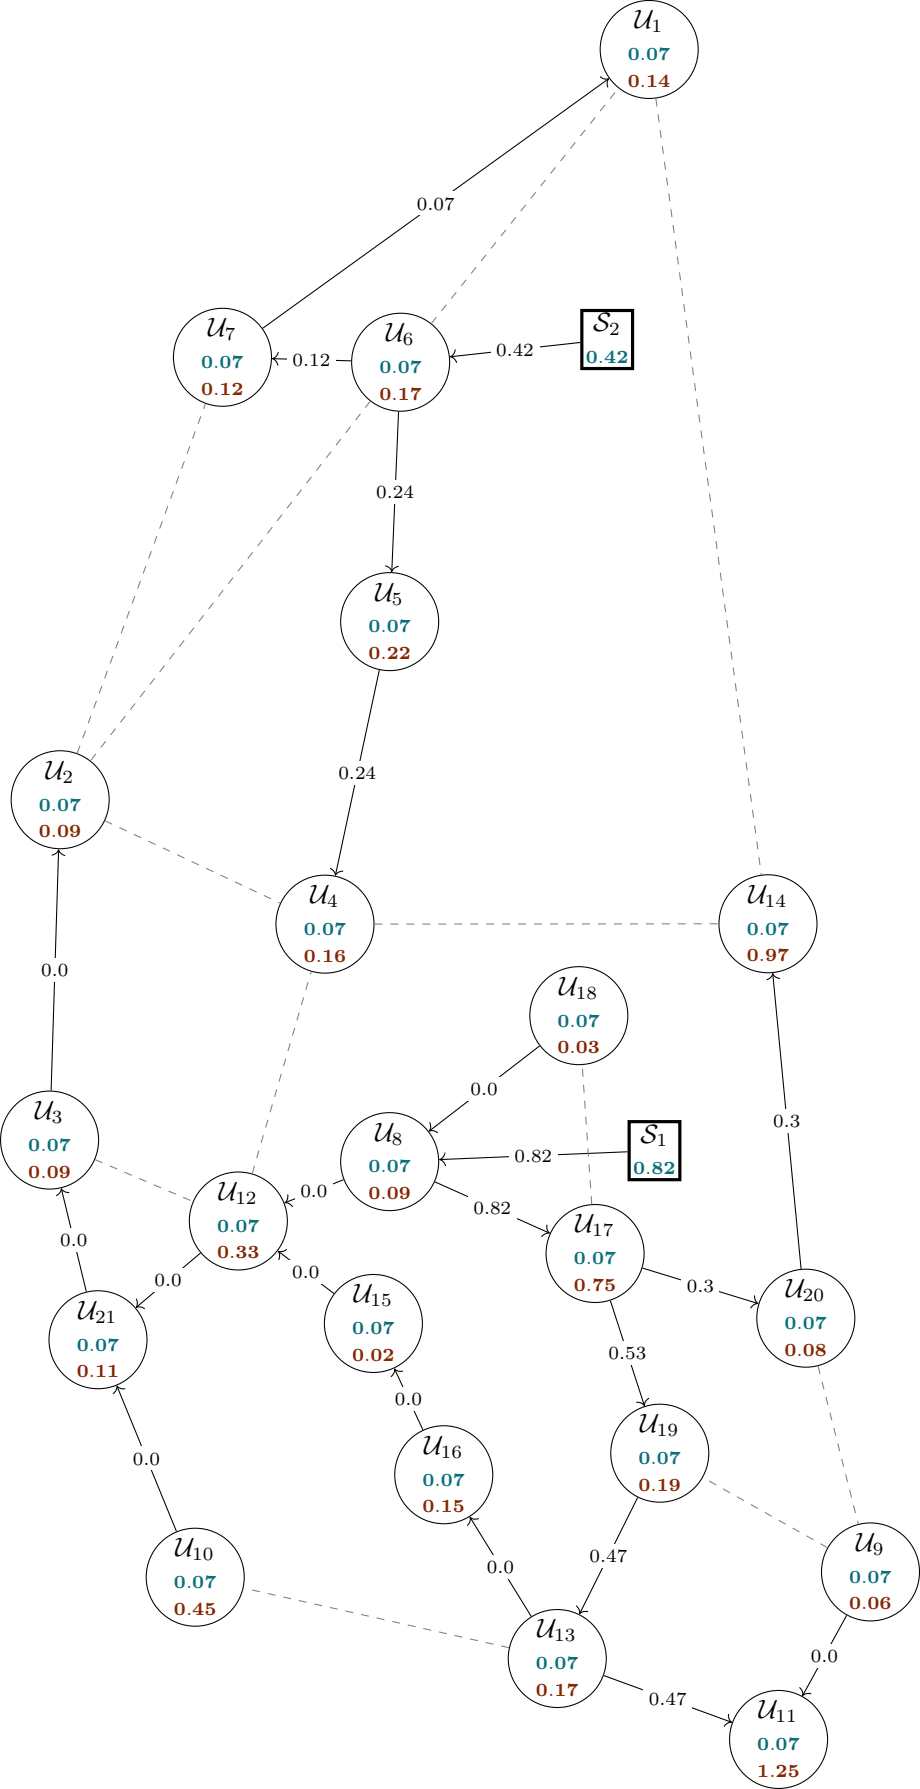 𝒰₁
0.07
0.14
0.07
𝒰₇
0.07
0.12
0.12
𝒰₆
0.07
0.17
0.42
𝒮₂
0.42
0.24
𝒰₅
0.07
0.22
0.24
𝒰₂
0.07
0.09
𝒰₄
0.07
0.16
𝒰₁₄
0.07
0.97
0.0
𝒰₁₈
0.07
0.03
0.0
0.3
𝒰₃
0.07
0.09
𝒰₈
0.07
0.09
0.82
𝒮₁
0.82
𝒰₁₂
0.07
0.33
0.0
0.82
𝒰₁₇
0.07
0.75
0.0
0.0
0.0
0.3
𝒰₂₁
0.07
0.11
𝒰₁₅
0.07
0.02
𝒰₂₀
0.07
0.08
0.53
0.0
𝒰₁₉
0.07
0.19
0.0
𝒰₁₆
0.07
0.15
𝒰₁₀
0.07
0.45
0.0
0.47
𝒰₉
0.07
0.06
𝒰₁₃
0.07
0.17
0.0
0.47
𝒰₁₁
0.07
1.25